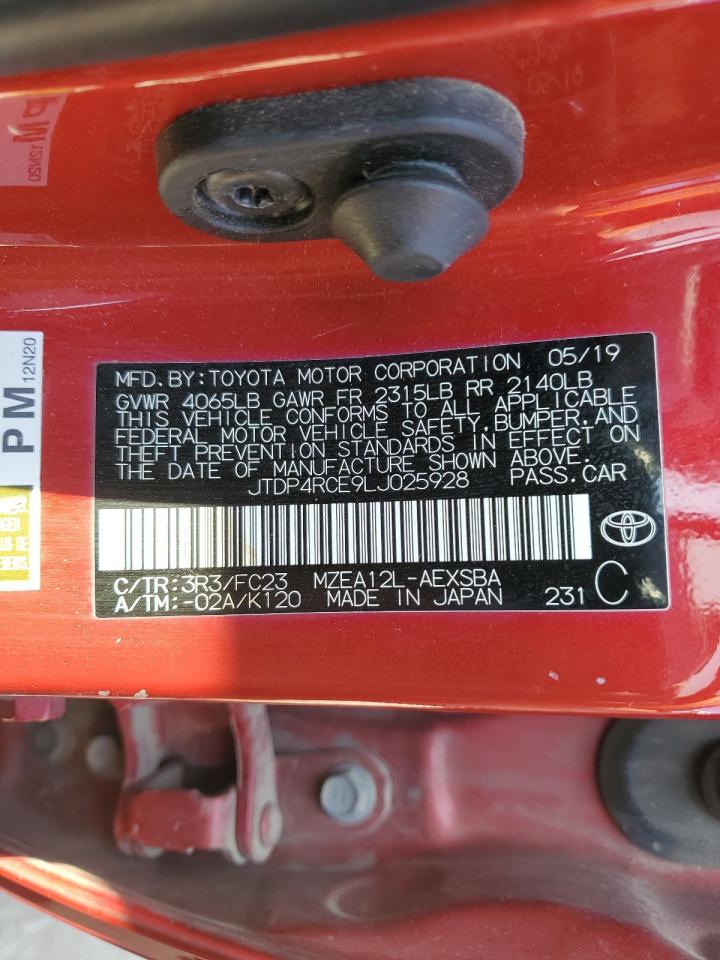 MFD.BY:TOYOTA MOTOR CORPORATION 05/19
GVWR 4065LB GAWR FR 2315LB RR 2140LB
THIS VEHICLE CONFORMS TO ALL APPLICABLE
FEDERAL MOTOR VEHICLE SAFETY,BUMPER,AND
THEFT PREVENTION STANDARDS IN EFFECT ON
THE DATE OF MANUFACTURE SHOWN ABOVE.
JTDP4RCE9LJ025928 PASS.CAR
C/TR:3R3/FC23 MZEA12L-AEXSBA
A/TM:-02A/K120 MADE IN JAPAN 231 C
PM
12N20
PM
12N20